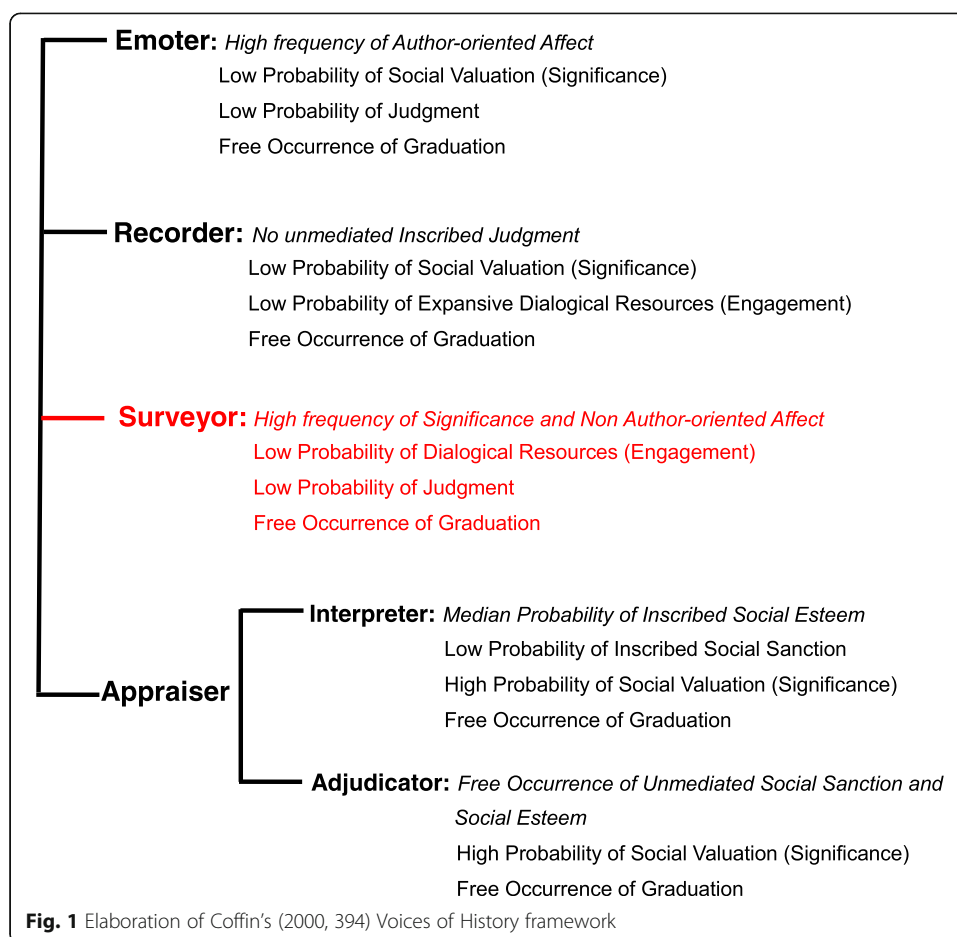 Emoter: High frequency of Author-oriented Affect
Low Probability of Social Valuation (Significance)
Low Probability of Judgment
Free Occurrence of Graduation
Recorder: No unmediated Inscribed Judgment
Low Probability of Social Valuation (Significance)
Low Probability of Expansive Dialogical Resources (Engagement)
Free Occurrence of Graduation
Surveyor: High frequency of Significance and Non Author-oriented Affect
Low Probability of Dialogical Resources (Engagement)
Low Probability of Judgment
Free Occurrence of Graduation
Appraiser
Interpreter: Median Probability of Inscribed Social Esteem
Low Probability of Inscribed Social Sanction
High Probability of Social Valuation (Significance)
Free Occurrence of Graduation
Adjudicator: Free Occurrence of Unmediated Social Sanction and
Social Esteem
High Probability of Social Valuation (Significance)
Free Occurrence of Graduation
Fig. 1 Elaboration of Coffin's (2000, 394) Voices of History framework